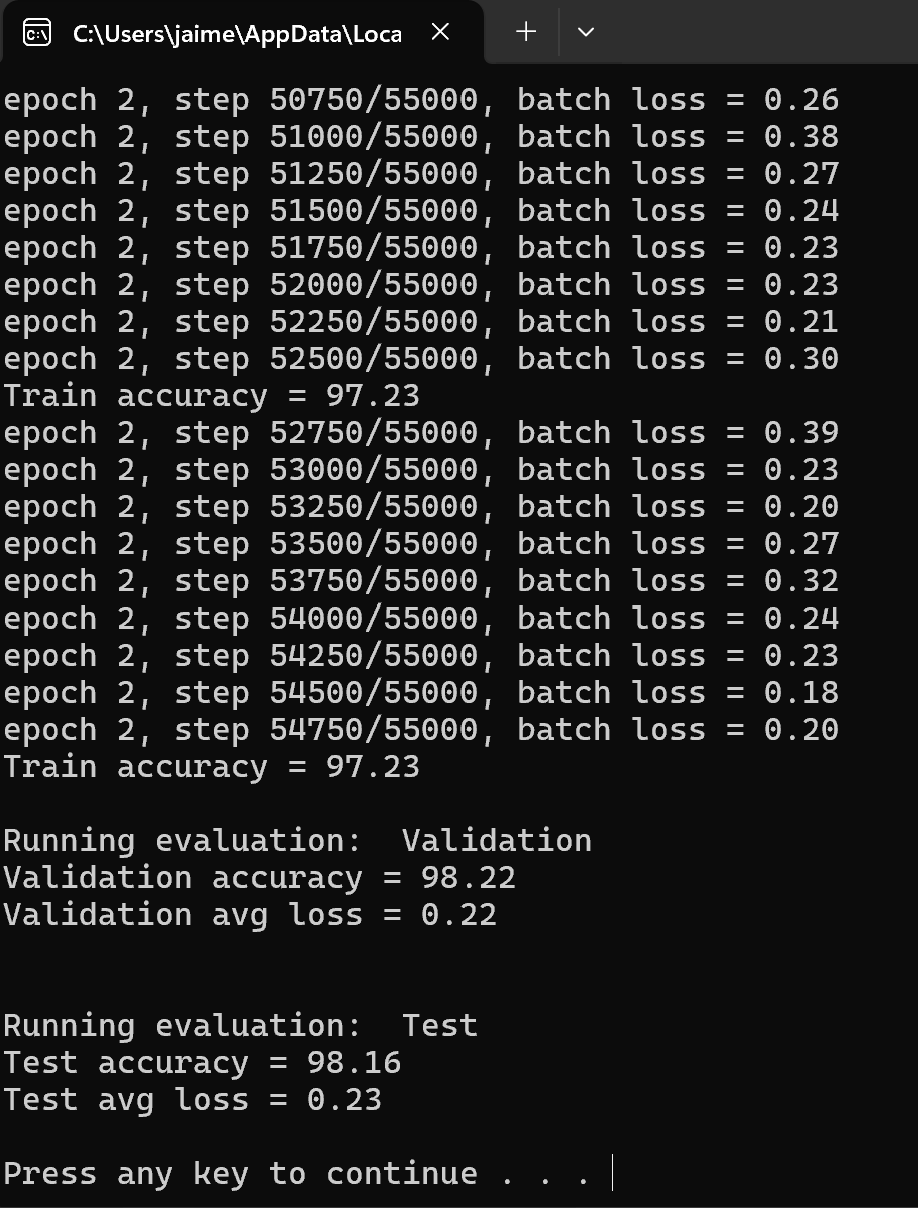 C:\Users\jaime\AppData\Loca
epoch 2, step 50750/55000, batch loss = 0.26
epoch 2, step 51000/55000, batch loss = 0.38
epoch 2, step 51250/55000, batch loss = 0.27
epoch 2, step 51500/55000, batch loss = 0.24
epoch 2, step 51750/55000, batch loss = 0.23
epoch 2, step 52000/55000, batch loss = 0.23
epoch 2, step 52250/55000, batch loss = 0.21
epoch 2, step 52500/55000, batch loss = 0.30
Train accuracy = 97.23
epoch 2, step 52750/55000, batch loss = 0.39
epoch 2, step 53000/55000, batch loss = 0.23
epoch 2, step 53250/55000, batch loss = 0.20
epoch 2, step 53500/55000, batch loss = 0.27
epoch 2, step 53750/55000, batch loss = 0.32
epoch 2, step 54000/55000, batch loss = 0.24
epoch 2, step 54250/55000, batch loss = 0.23
epoch 2, step 54500/55000, batch loss = 0.18
epoch 2, step 54750/55000, batch loss = 0.20
Train accuracy = 97.23

Running evaluation:  Validation
Validation accuracy = 98.22
Validation avg loss = 0.22

Running evaluation:  Test
Test accuracy = 98.16
Test avg loss = 0.23

Press any key to continue . . .